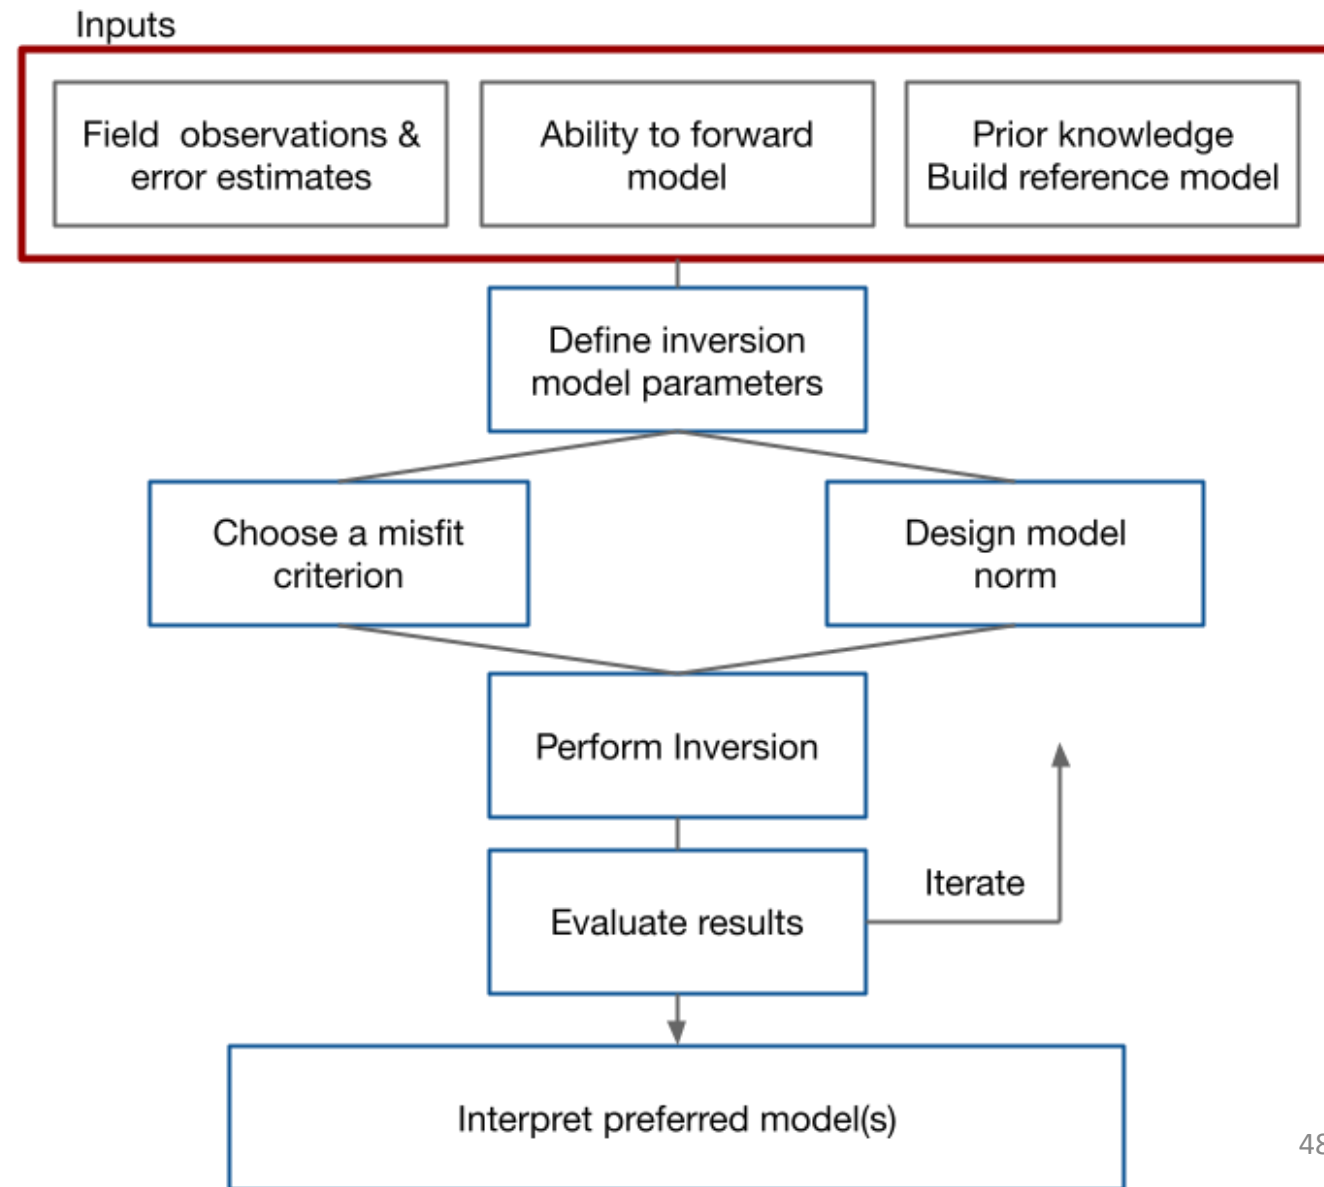 Inputs
Field observations &
error estimates
Ability to forward
model
Prior knowledge
Build reference model
Define inversion
model parameters
Choose a misfit
criterion
Design model
norm
Perform Inversion
Iterate
Evaluate results
Interpret preferred model(s)
48